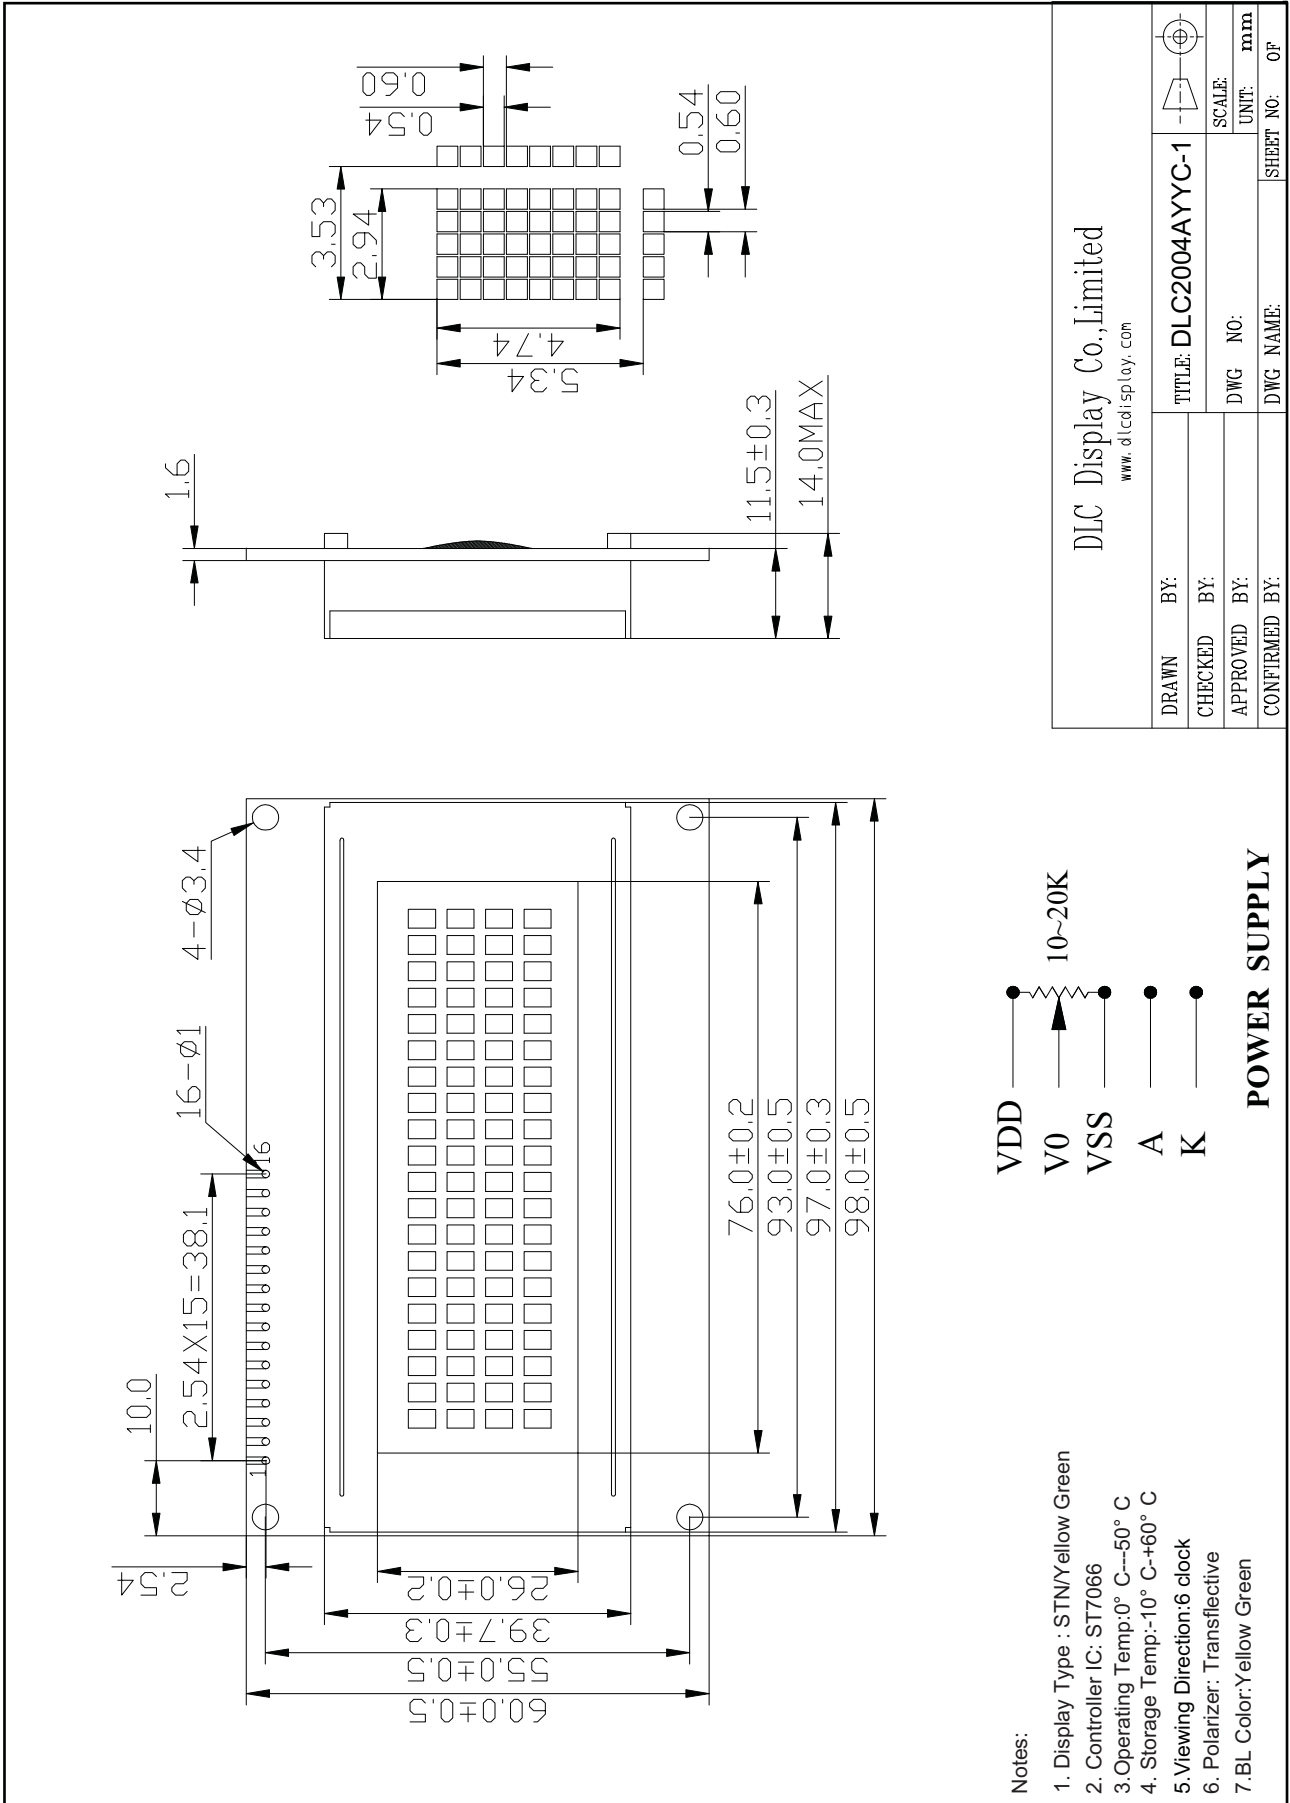 2.54
10.0
2.54X15=38.1
16-Ø1
4-Ø3.4
1
16
60.0±0.5
55.0±0.5
39.7±0.3
26.0±0.2
76.0±0.2
93.0±0.5
97.0±0.3
98.0±0.5
1.6
11.5±0.3
14.0MAX
3.53
2.94
0.60
0.54
4.74
5.34
0.54
0.60
Notes:
1. Display Type : STN/Yellow Green
2. Controller IC: ST7066
3.Operating Temp:0° C---50° C
4. Storage Temp:-10° C-+60° C
5.Viewing Direction:6 clock
6. Polarizer: Transflective
7.BL Color:Yellow Green
VDD
V0
VSS
A
K
10~20K
POWER SUPPLY
DLC Display Co.,Limited
www.dlcdisplay.com
DRAWN BY:
CHECKED BY:
APPROVED BY:
CONFIRMED BY:
TITLE: DLC2004AYYC-1
DWG NO:
DWG NAME:
SCALE:
UNIT: mm
SHEET NO: OF